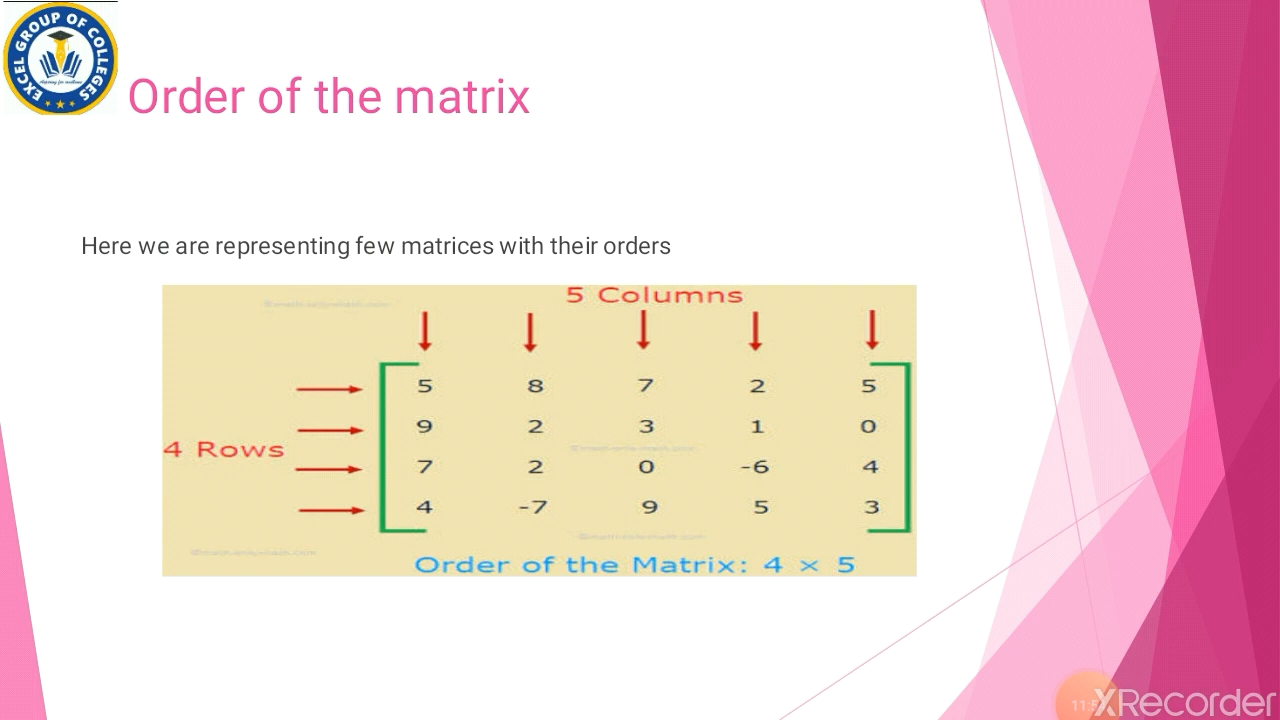 EXCEL GROUP OF COLLEGES
Order of the matrix
Here we are representing few matrices with their orders
5 Columns
5 8 7 2 5
9 2 3 1 0
4 Rows
7 2 0 -6 4
4 -7 9 5 3
Order of the Matrix: 4 × 5
XRecorder